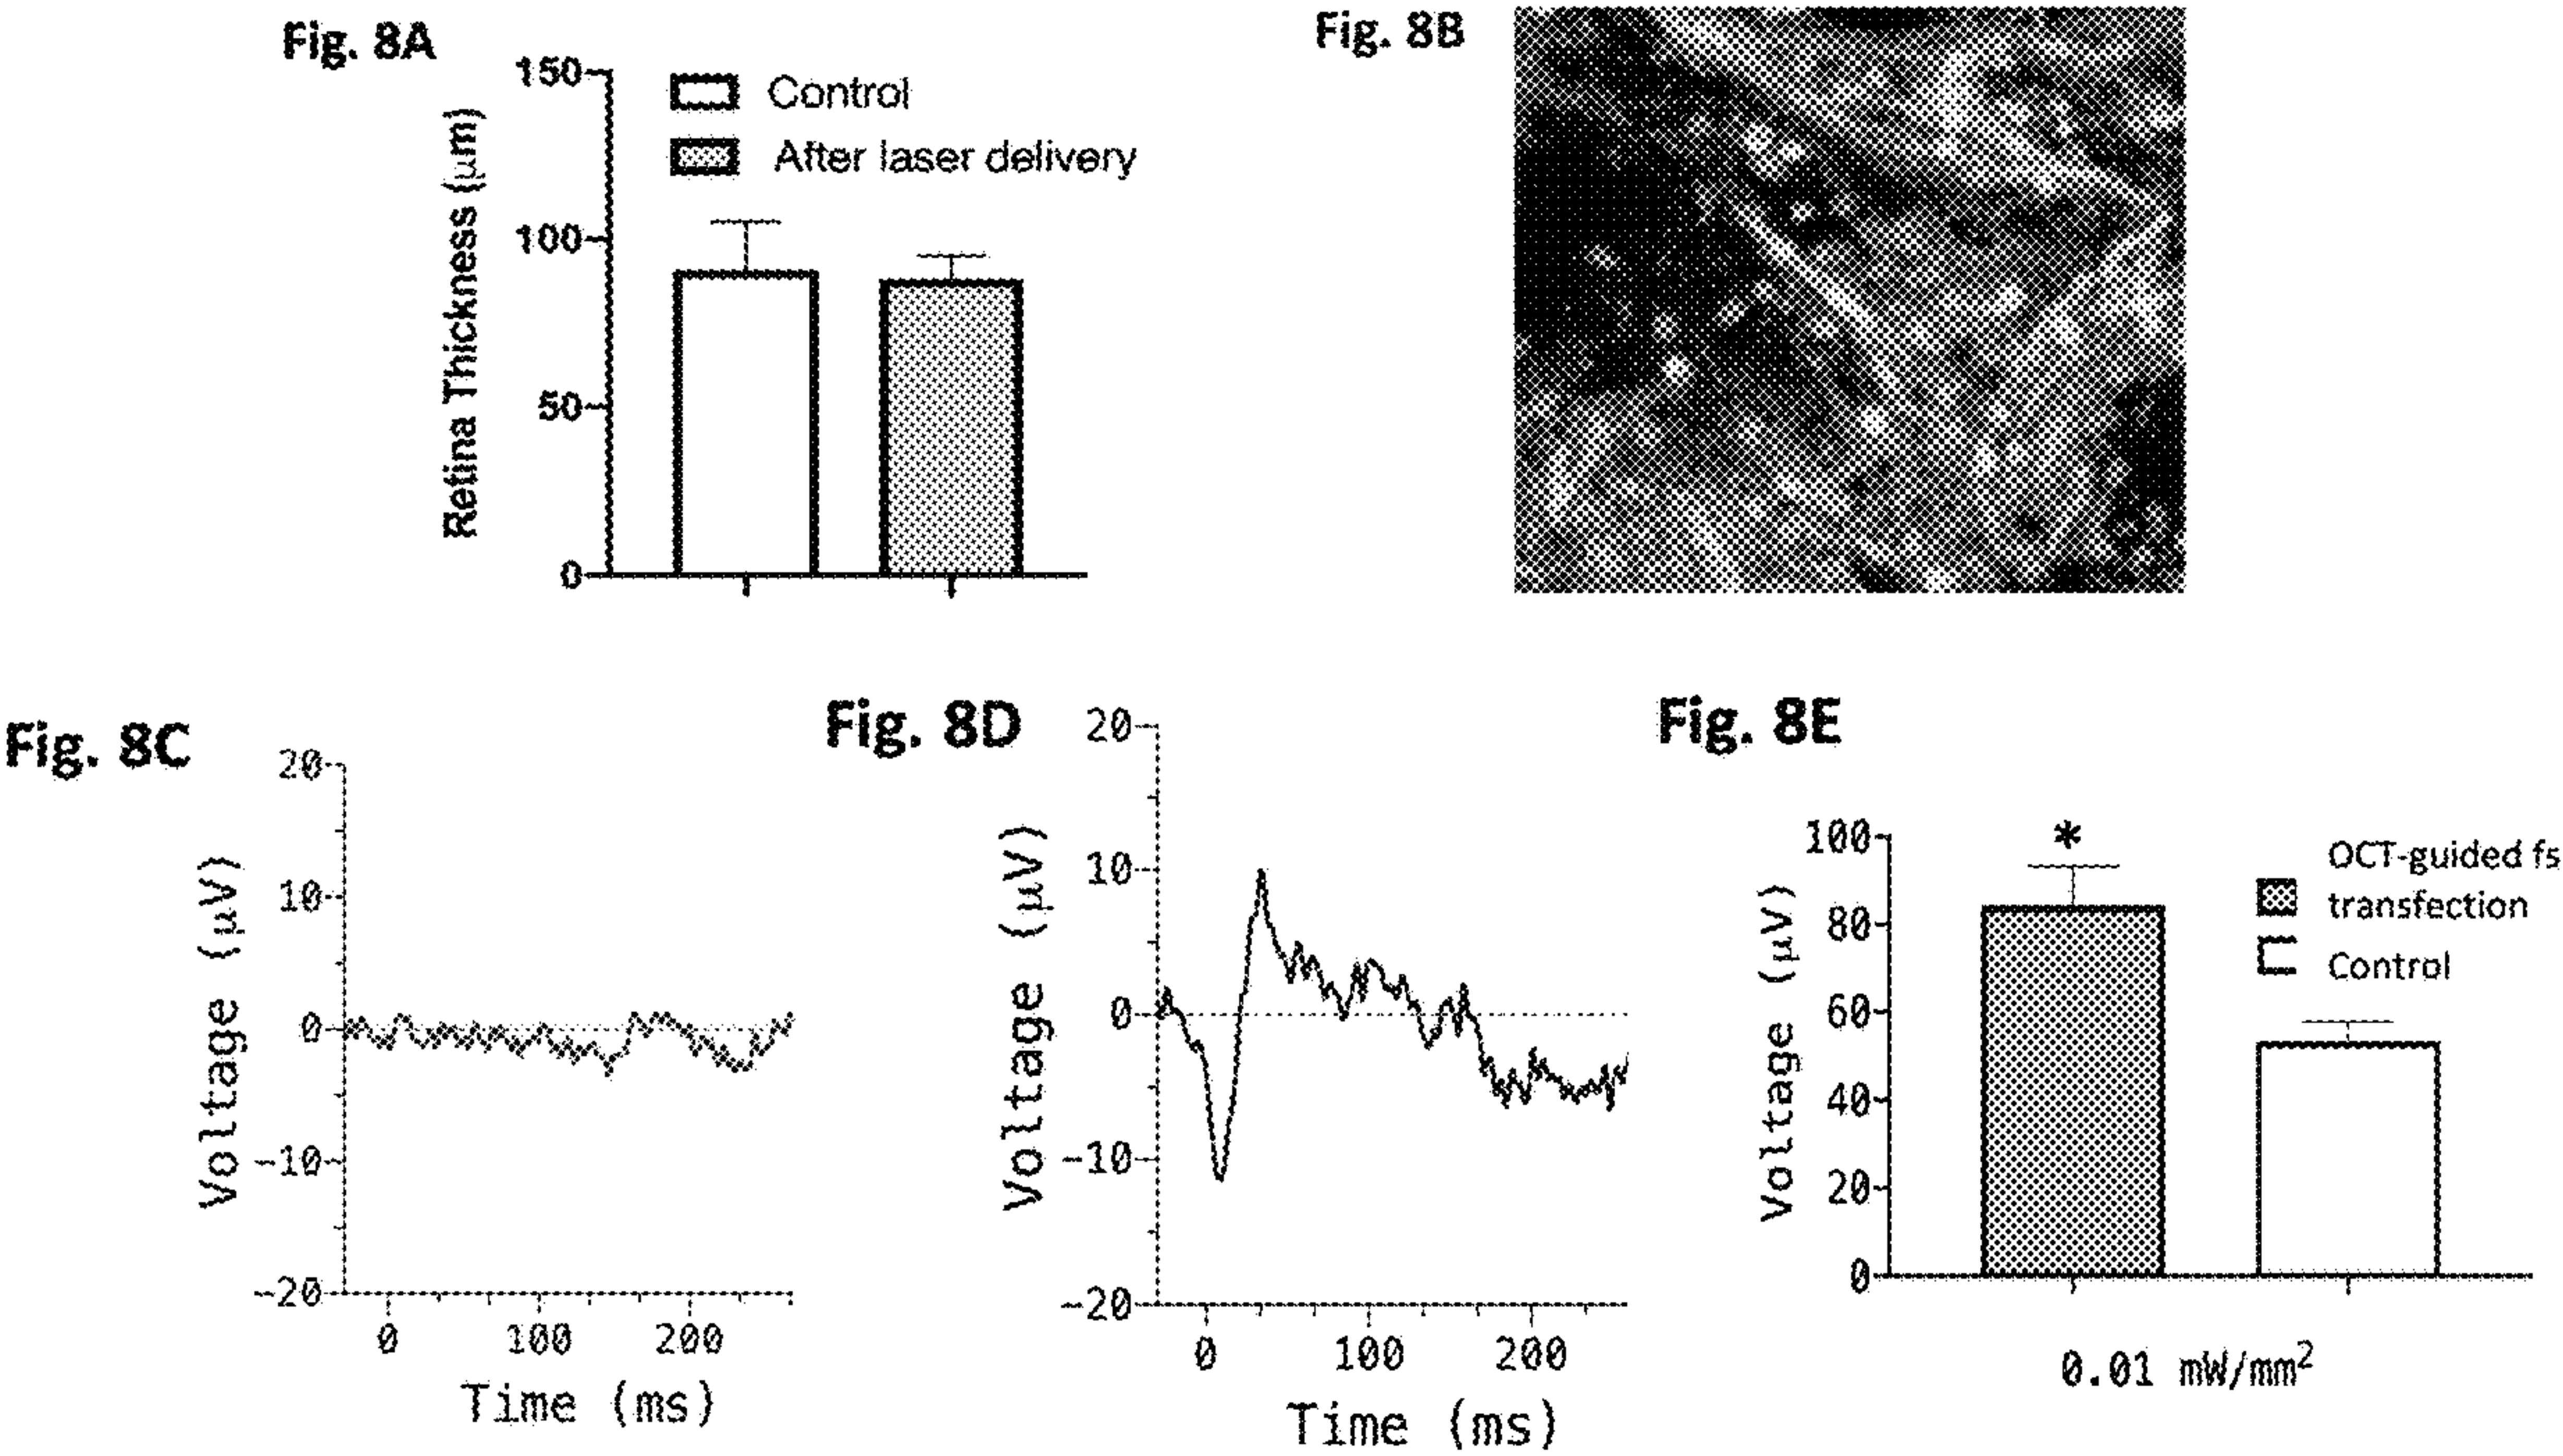 Fig. 8A
150
100
50
0
Retina Thickness (μm)
Control
After laser delivery
Fig. 8B
Fig. 8C
20
10
0
-10
-20
Voltage (μV)
0 100 200
Time (ms)
Fig. 8D
20
10
0
-10
-20
Voltage (μV)
0 100 200
Time (ms)
Fig. 8E
100
80
60
40
20
0
Voltage (μV)
*
OCT-guided fs
transfection
Control
0.01 mW/mm²